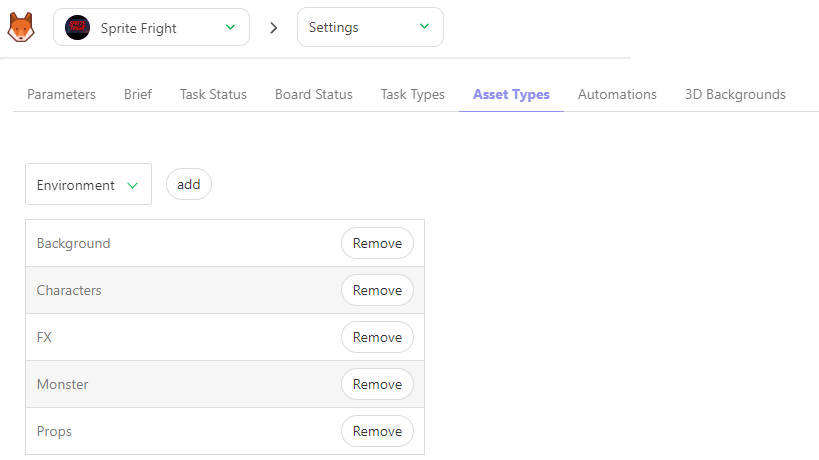 Sprite Fright
Settings
Parameters Brief Task Status Board Status Task Types Asset Types Automations 3D Backgrounds
Environment add
Background Remove
Characters Remove
FX Remove
Monster Remove
Props Remove